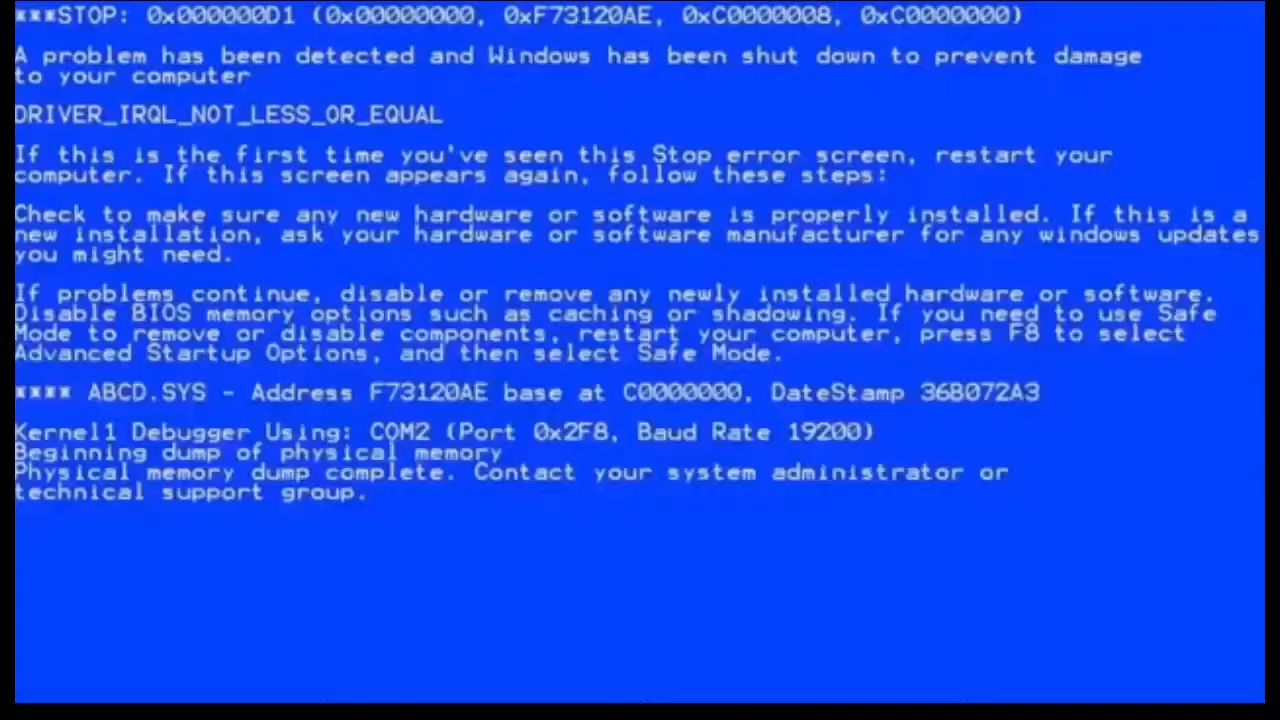 ***STOP: 0x000000D1 (0x00000000, 0xF73120AE, 0xC0000008, 0xC0000000)
A problem has been detected and Windows has been shut down to prevent damage
to your computer
DRIVER_IRQL_NOT_LESS_OR_EQUAL
If this is the first time you've seen this Stop error screen, restart your
computer. If this screen appears again, follow these steps:
Check to make sure any new hardware or software is properly installed. If this is a
new installation, ask your hardware or software manufacturer for any windows updates
you might need.
If problems continue, disable or remove any newly installed hardware or software.
Disable BIOS memory options such as caching or shadowing. If you need to use Safe
Mode to remove or disable components, restart your computer, press F8 to select
Advanced Startup Options, and then select Safe Mode.
**** ABCD.SYS - Address F73120AE base at C0000000, DateStamp 36B072A3
Kernel1 Debugger Using: COM2 (Port 0x2F8, Baud Rate 19200)
Beginning dump of physical memory
Physical memory dump complete. Contact your system administrator or
technical support group.